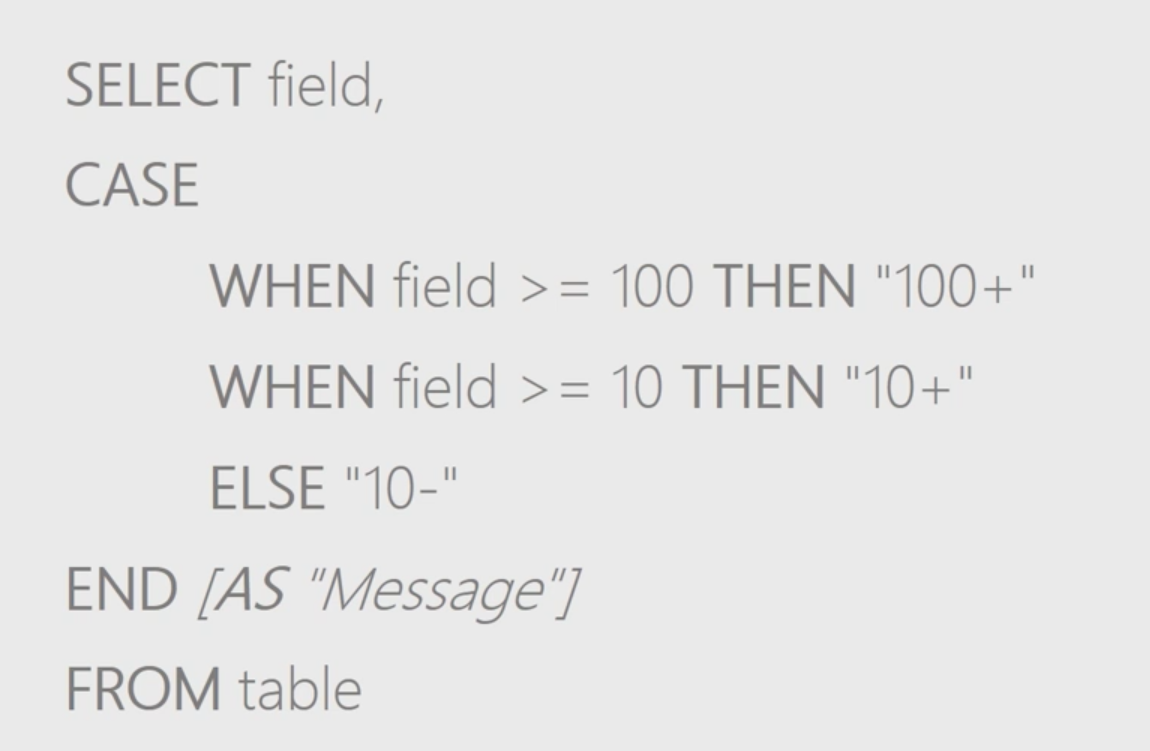 SELECT field,
CASE
WHEN field >= 100 THEN "100+"
WHEN field >= 10 THEN "10+"
ELSE "10-"
END [AS "Message"]
FROM table